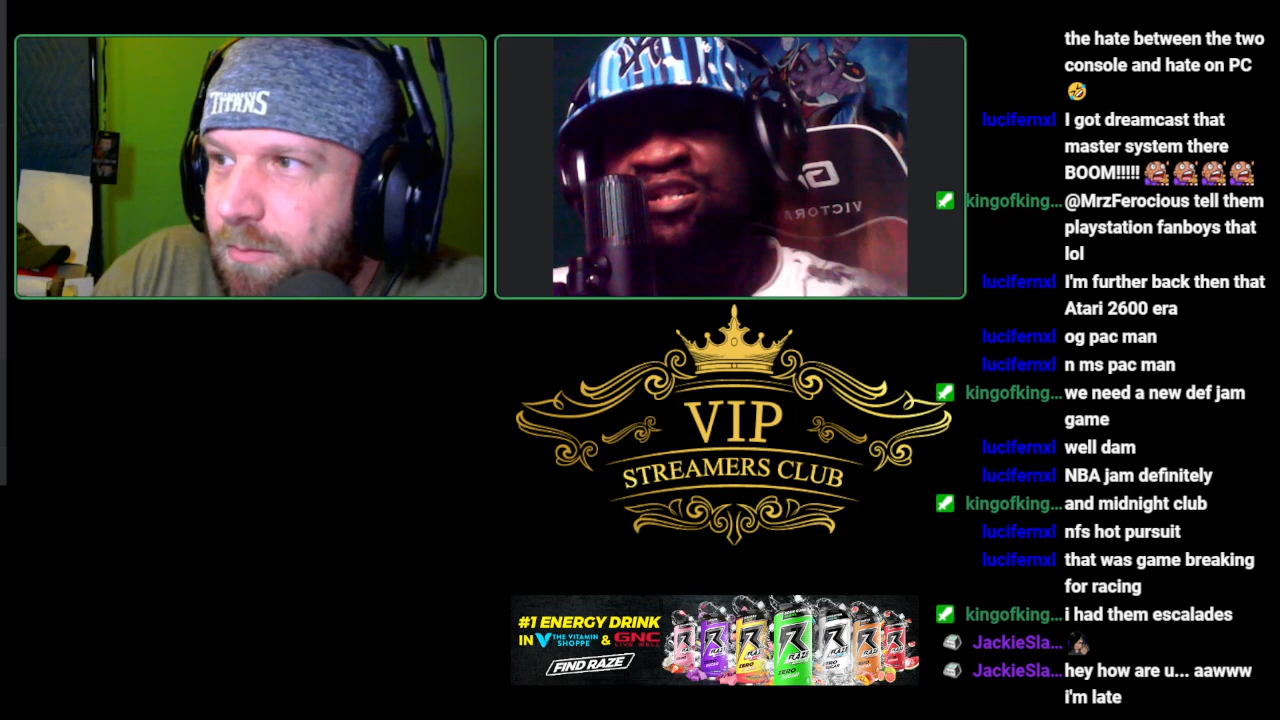 TITANS
VICTORA
VIP
STREAMERS CLUB
#1 ENERGY DRINK
IN THE VITAMIN SHOPPE & GNC
LIVE WELL
FIND RAZE
RAZE
ZERO
the hate between the two
console and hate on PC
🤣
lucifernxl I got dreamcast that
master system there
BOOM!!!!!
kingofking... @MrzFerocious tell them
playstation fanboys that
lol
lucifernxl I'm further back then that
Atari 2600 era
lucifernxl og pac man
lucifernxl n ms pac man
kingofking... we need a new def jam
game
lucifernxl well dam
lucifernxl NBA jam definitely
kingofking... and midnight club
lucifernxl nfs hot pursuit
lucifernxl that was game breaking
for racing
kingofking... i had them escalades
JackieSla...
JackieSla... hey how are u... aawww
i'm late